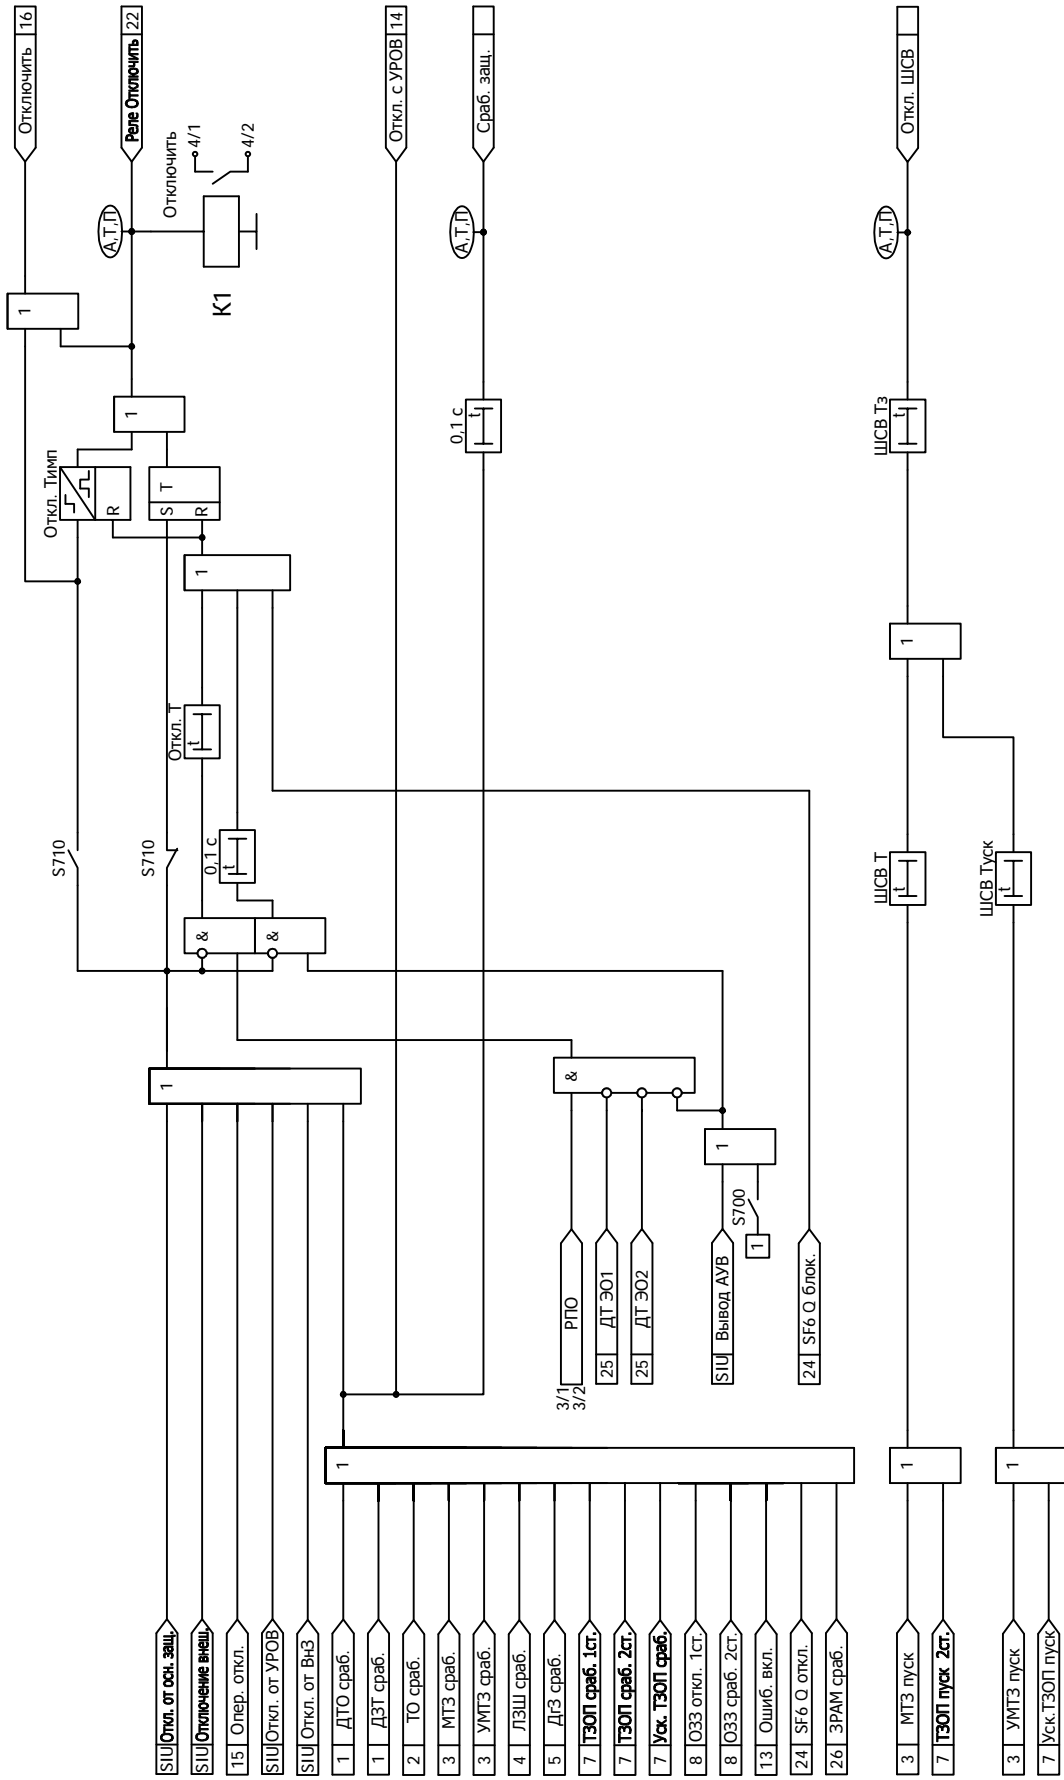 SIU Откл. от осн. защ.
SIU Отключение внеш.
15 Опер. откл.
SIU Откл. от УРОВ
SIU Откл. от ВнЗ
1 ДТО сраб.
1 ДЗТ сраб.
2 ТО сраб.
3 МТЗ сраб.
3 УМТЗ сраб.
4 ЛЗШ сраб.
5 ДгЗ сраб.
7 ТЗОП сраб. 1ст.
7 ТЗОП сраб. 2ст.
7 Уск. ТЗОП сраб.
8 ОЗЗ откл. 1ст.
8 ОЗЗ сраб. 2ст.
13 Ошиб. вкл.
24 SF6 Q откл.
26 ЗРАМ сраб.
3 МТЗ пуск
7 ТЗОП пуск 2ст.
3 УМТЗ пуск
7 Уск.ТЗОП пуск
1
1
1
3/1
3/2
РПО
25 ДТ ЭО1
25 ДТ ЭО2
SIU Вывод АУВ
1
S700
24 SF6 Q блок.
1
&
1
&
&
S710
S710
0,1 с
t
Откл. Т
t
ШСВ Т
t
ШСВ Туск
t
1
1
Откл. Тимп
R
S T
R
1
0,1 с
t
ШСВ Тз
t
1
К1
А,Т,П
А,Т,П
А,Т,П
Отключить
4/1
4/2
Отключить 16
Реле Отключить 22
Откл. с УРОВ 14
Сраб. защ.
Откл. ШСВ